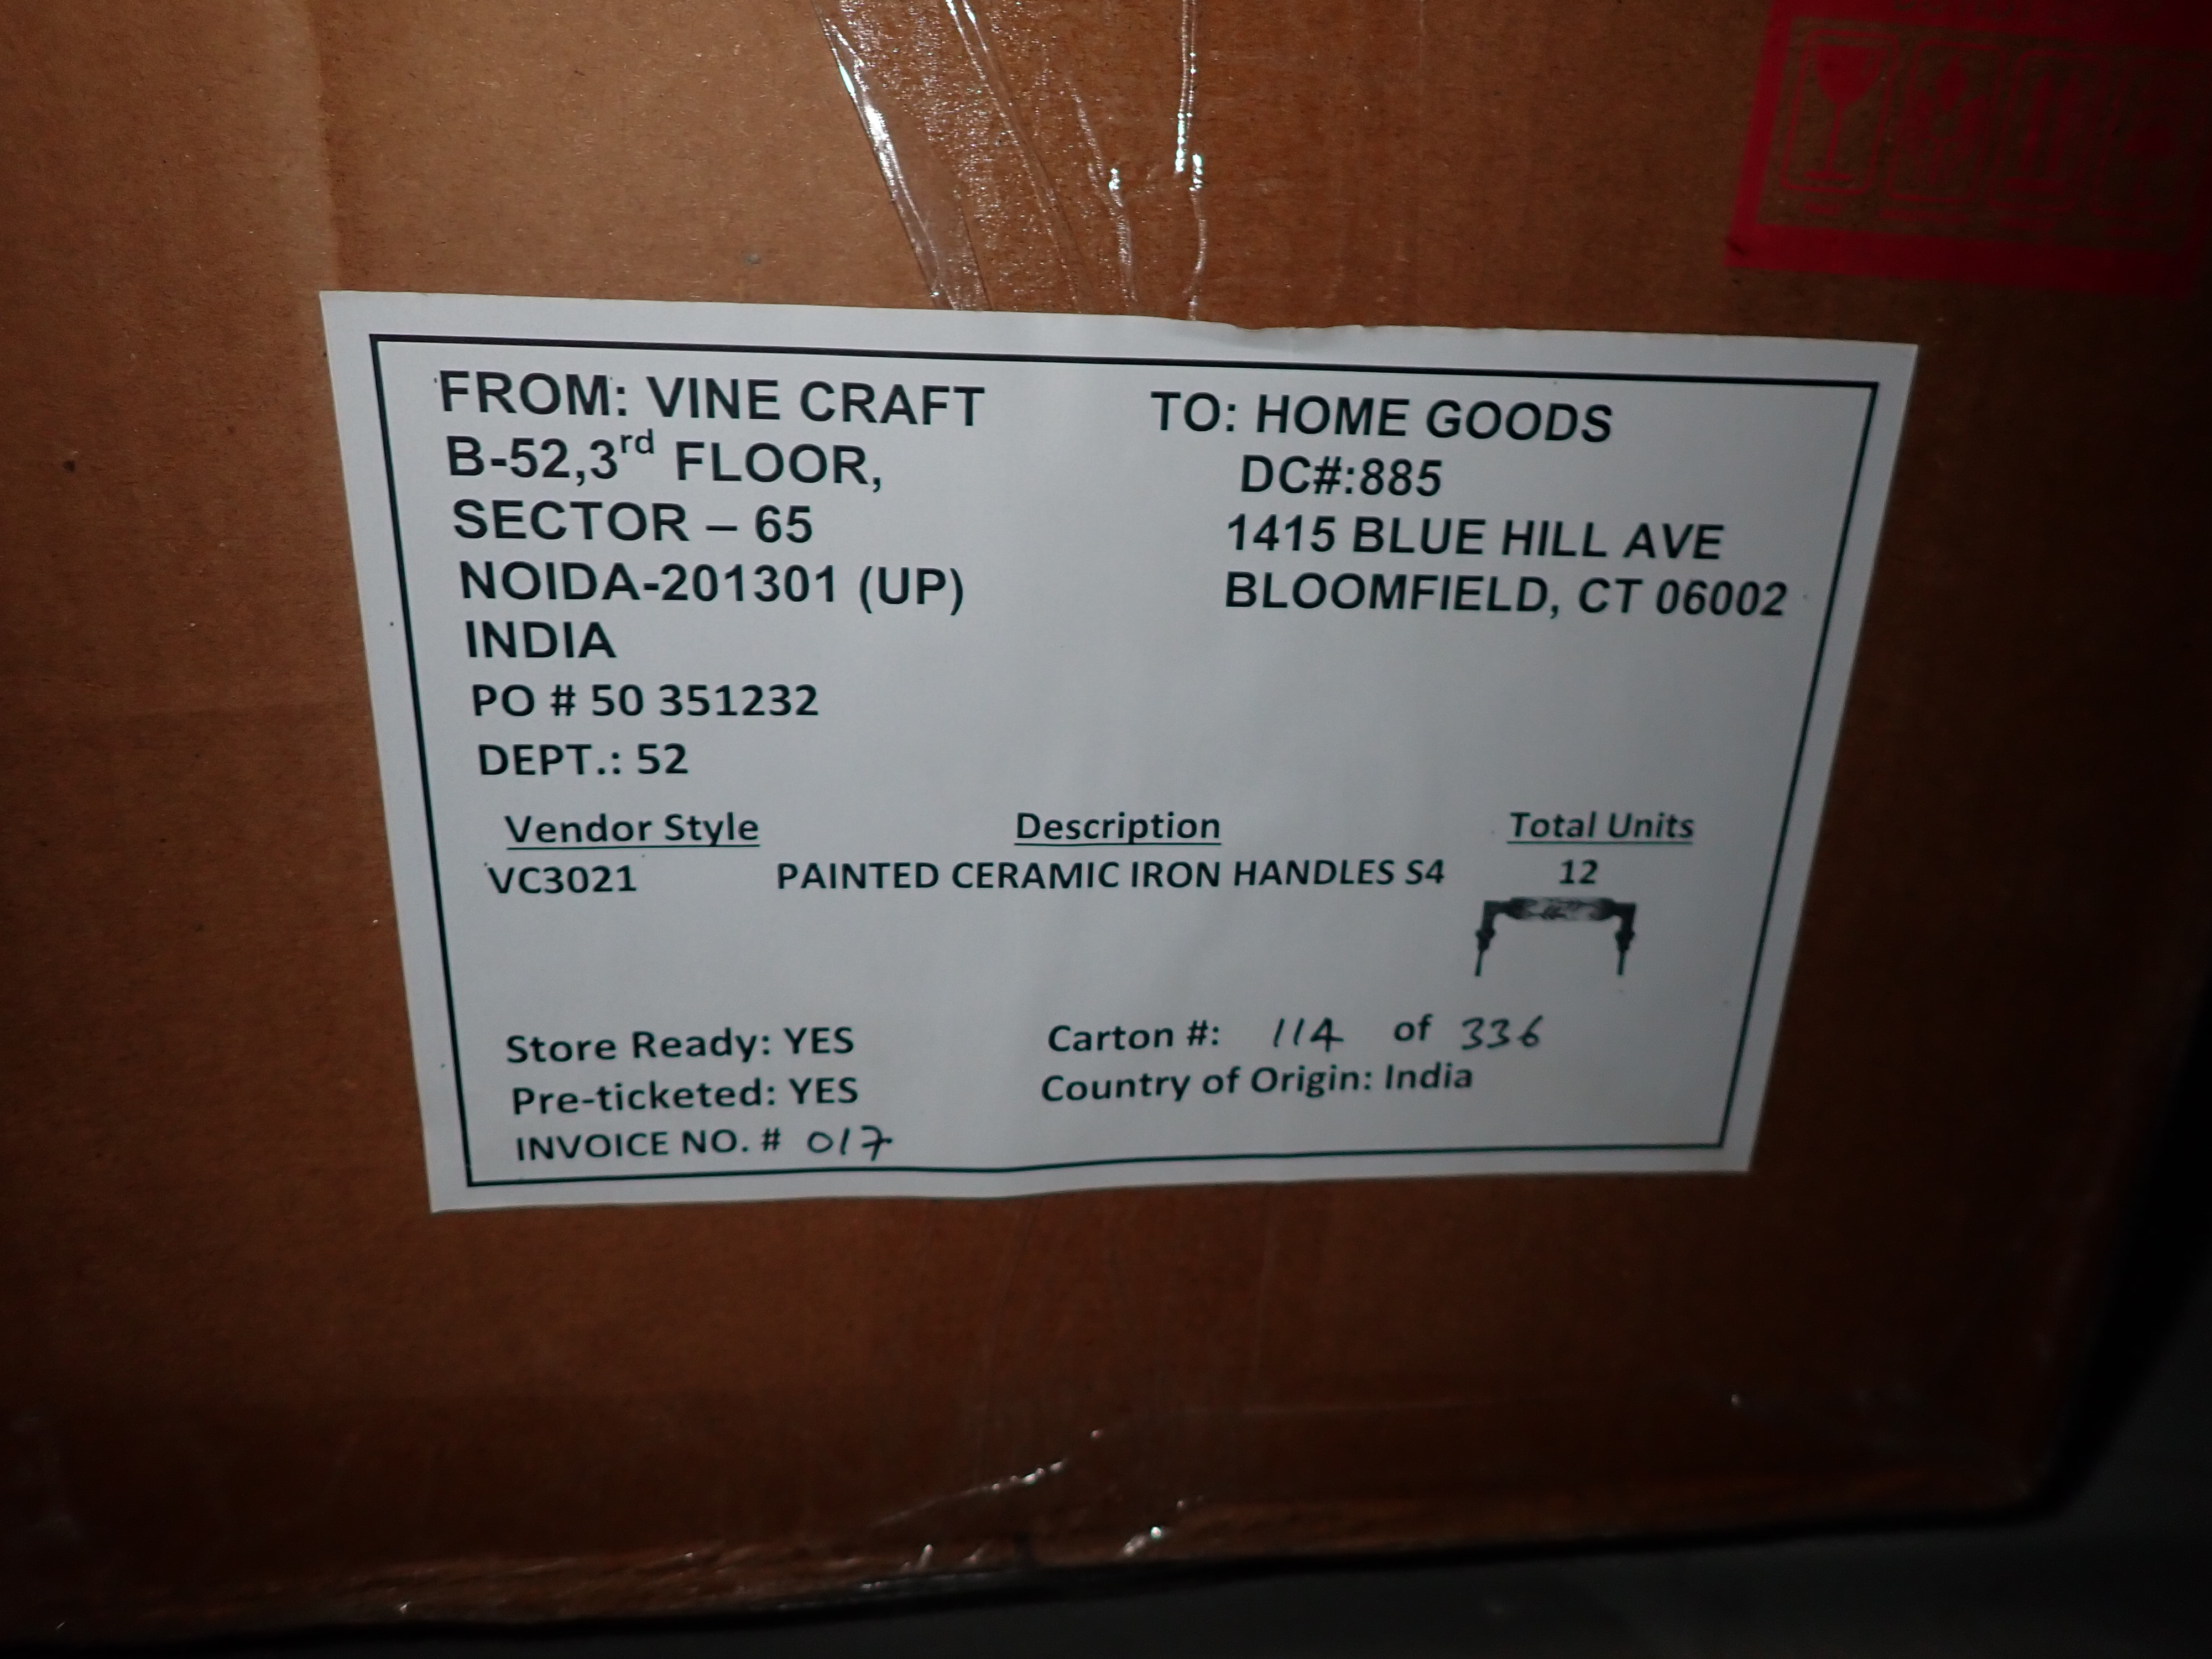 FROM: VINE CRAFT
B-52,3rd FLOOR,
SECTOR – 65
NOIDA-201301 (UP)
INDIA
TO: HOME GOODS
DC#:885
1415 BLUE HILL AVE
BLOOMFIELD, CT 06002
PO # 50 351232
DEPT.: 52
Vendor Style Description Total Units
VC3021 PAINTED CERAMIC IRON HANDLES S4 12
Store Ready: YES Carton #: 114 of 336
Pre-ticketed: YES Country of Origin: India
INVOICE NO. # 017